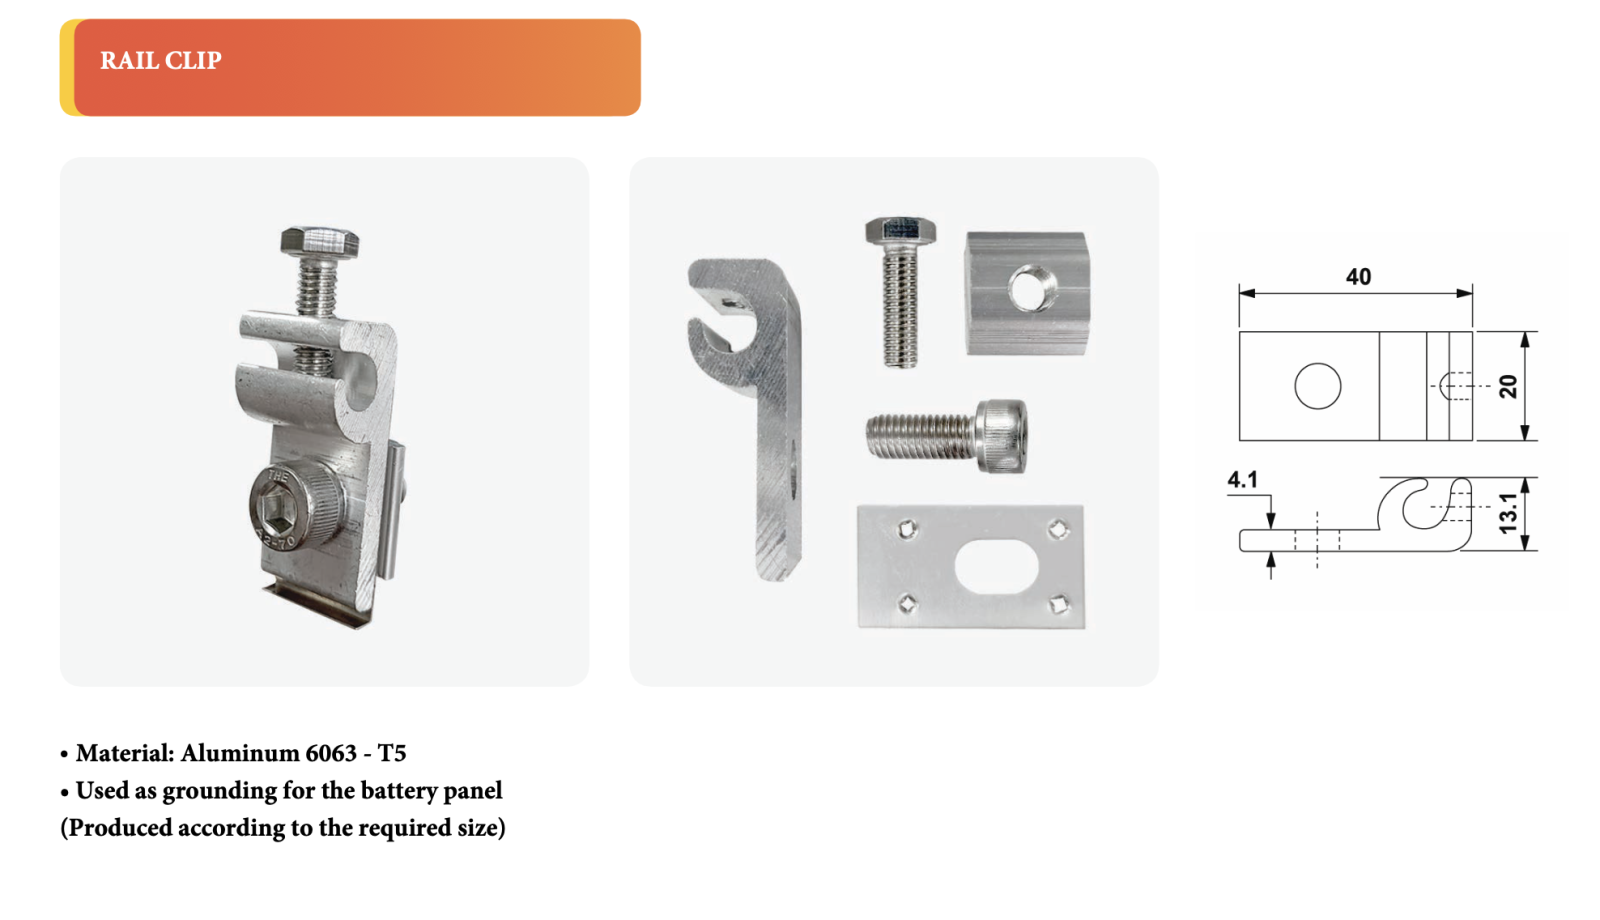 RAIL CLIP
THE
A2-70
40
20
4.1
13.1
• Material: Aluminum 6063 - T5
• Used as grounding for the battery panel
(Produced according to the required size)